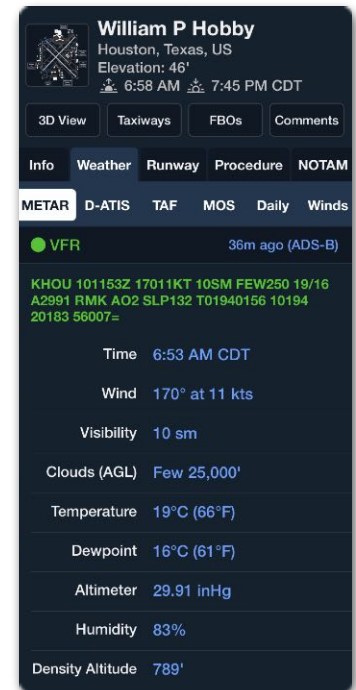 William P Hobby
Houston, Texas, US
Elevation: 46'
6:58 AM 7:45 PM CDT
3D View Taxiways FBOs Comments
Info Weather Runway Procedure NOTAM
METAR D-ATIS TAF MOS Daily Winds
VFR 36m ago (ADS-B)
KHOU 101153Z 17011KT 10SM FEW250 19/16
A2991 RMK AO2 SLP132 T01940156 10194
20183 56007=
Time 6:53 AM CDT
Wind 170° at 11 kts
Visibility 10 sm
Clouds (AGL) Few 25,000'
Temperature 19°C (66°F)
Dewpoint 16°C (61°F)
Altimeter 29.91 inHg
Humidity 83%
Density Altitude 789'